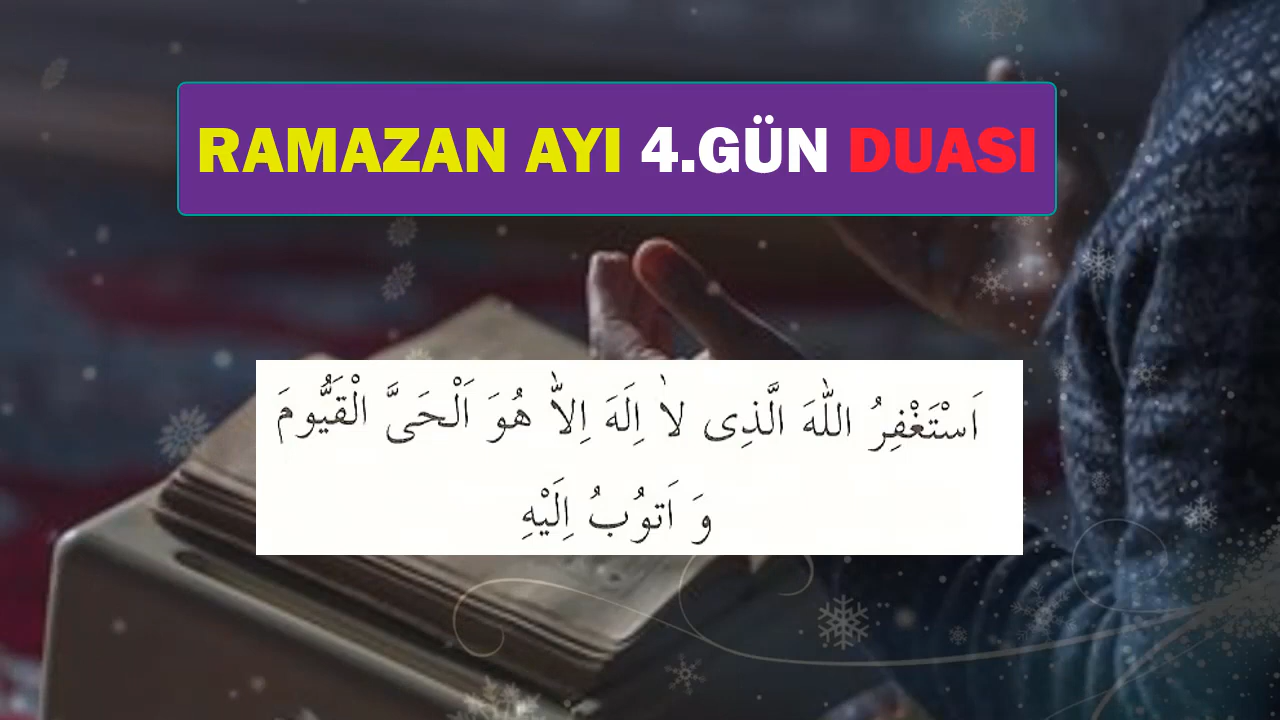 RAMAZAN AYI 4.GÜN DUASI
اَسْتَغْفِرُ اللّٰهَ الَّذِى لاٰ اِلَهَ اِلاّٰ هُوَ اَلْحَىَّ الْقَيُّومَ
وَ اَتوُبُ اِلَيْهِ